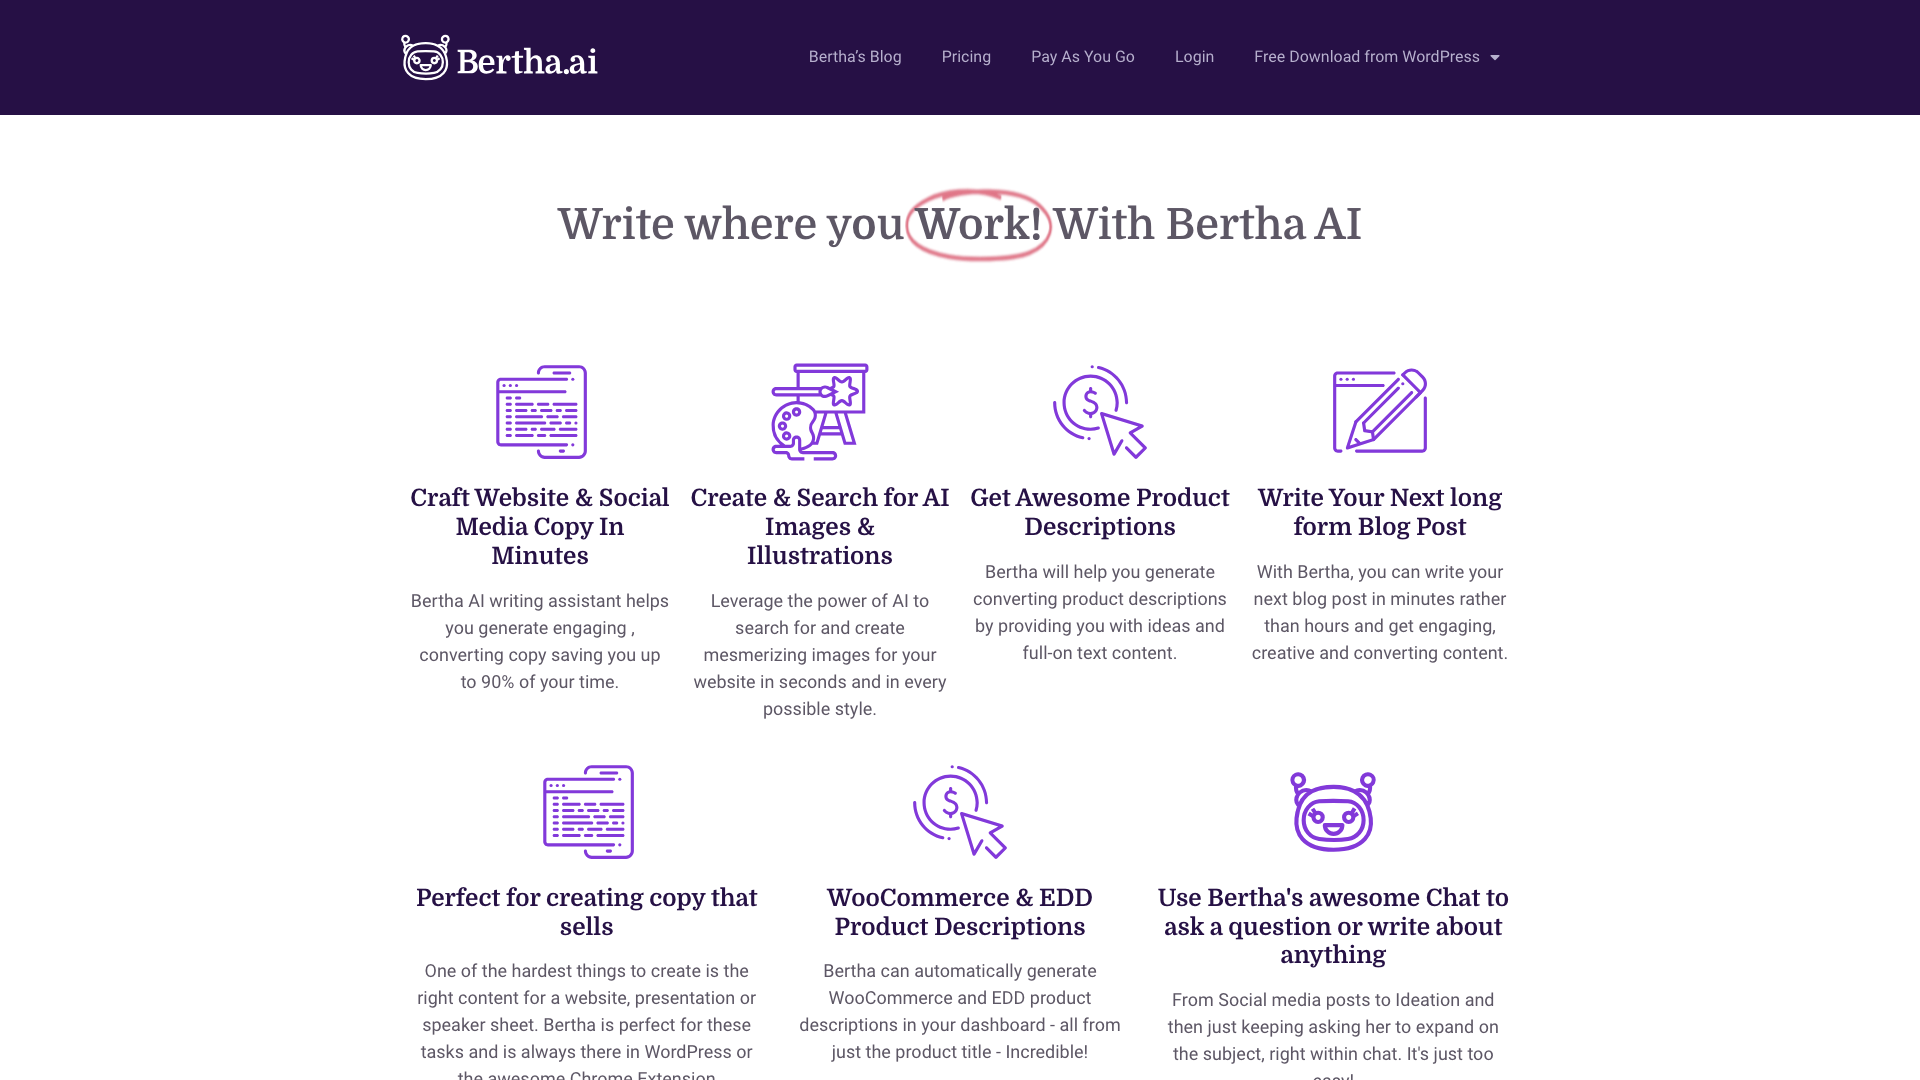 Bertha.ai
Bertha's Blog
Pricing
Pay As You Go
Login
Free Download from WordPress
Write where you Work! With Bertha AI
Craft Website & Social
Media Copy In
Minutes
Bertha AI writing assistant helps
you generate engaging ,
converting copy saving you up
to 90% of your time.
Create & Search for AI
Images &
Illustrations
Leverage the power of AI to
search for and create
mesmerizing images for your
website in seconds and in every
possible style.
Get Awesome Product
Descriptions
Bertha will help you generate
converting product descriptions
by providing you with ideas and
full-on text content.
Write Your Next long
form Blog Post
With Bertha, you can write your
next blog post in minutes rather
than hours and get engaging,
creative and converting content.
Perfect for creating copy that
sells
One of the hardest things to create is the
right content for a website, presentation or
speaker sheet. Bertha is perfect for these
tasks and is always there in WordPress or
the awesome Chrome Extension
WooCommerce & EDD
Product Descriptions
Bertha can automatically generate
WooCommerce and EDD product
descriptions in your dashboard - all from
just the product title - Incredible!
Use Bertha's awesome Chat to
ask a question or write about
anything
From Social media posts to Ideation and
then just keeping asking her to expand on
the subject, right within chat. It's just too